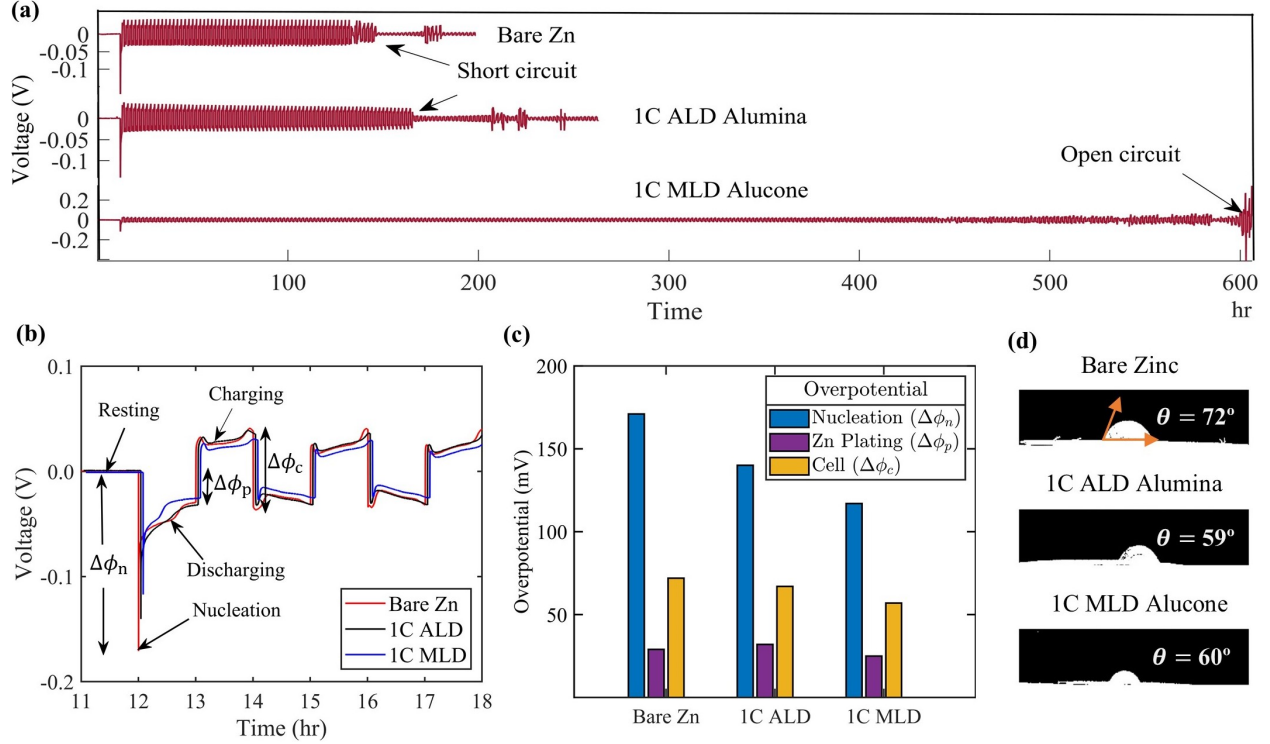 (a)
Voltage (V)
0
-0.05
-0.1
Bare Zn
Short circuit
0
-0.05
-0.1
1C ALD Alumina
0.2
0
-0.2
1C MLD Alucone
Open circuit
100
200
300
400
500
600
Time
hr
(b)
Voltage (V)
0.1
0.0
-0.1
-0.2
Resting
Charging
Δϕp
Δϕc
Δϕn
Discharging
Nucleation
Bare Zn
1C ALD
1C MLD
11
12
13
14
15
16
17
18
Time (hr)
(c)
Overpotential (mV)
200
150
100
50
Overpotential
Nucleation (Δϕn)
Zn Plating (Δϕp)
Cell (Δϕc)
Bare Zn
1C ALD
1C MLD
(d)
Bare Zinc
θ = 72º
1C ALD Alumina
θ = 59º
1C MLD Alucone
θ = 60º